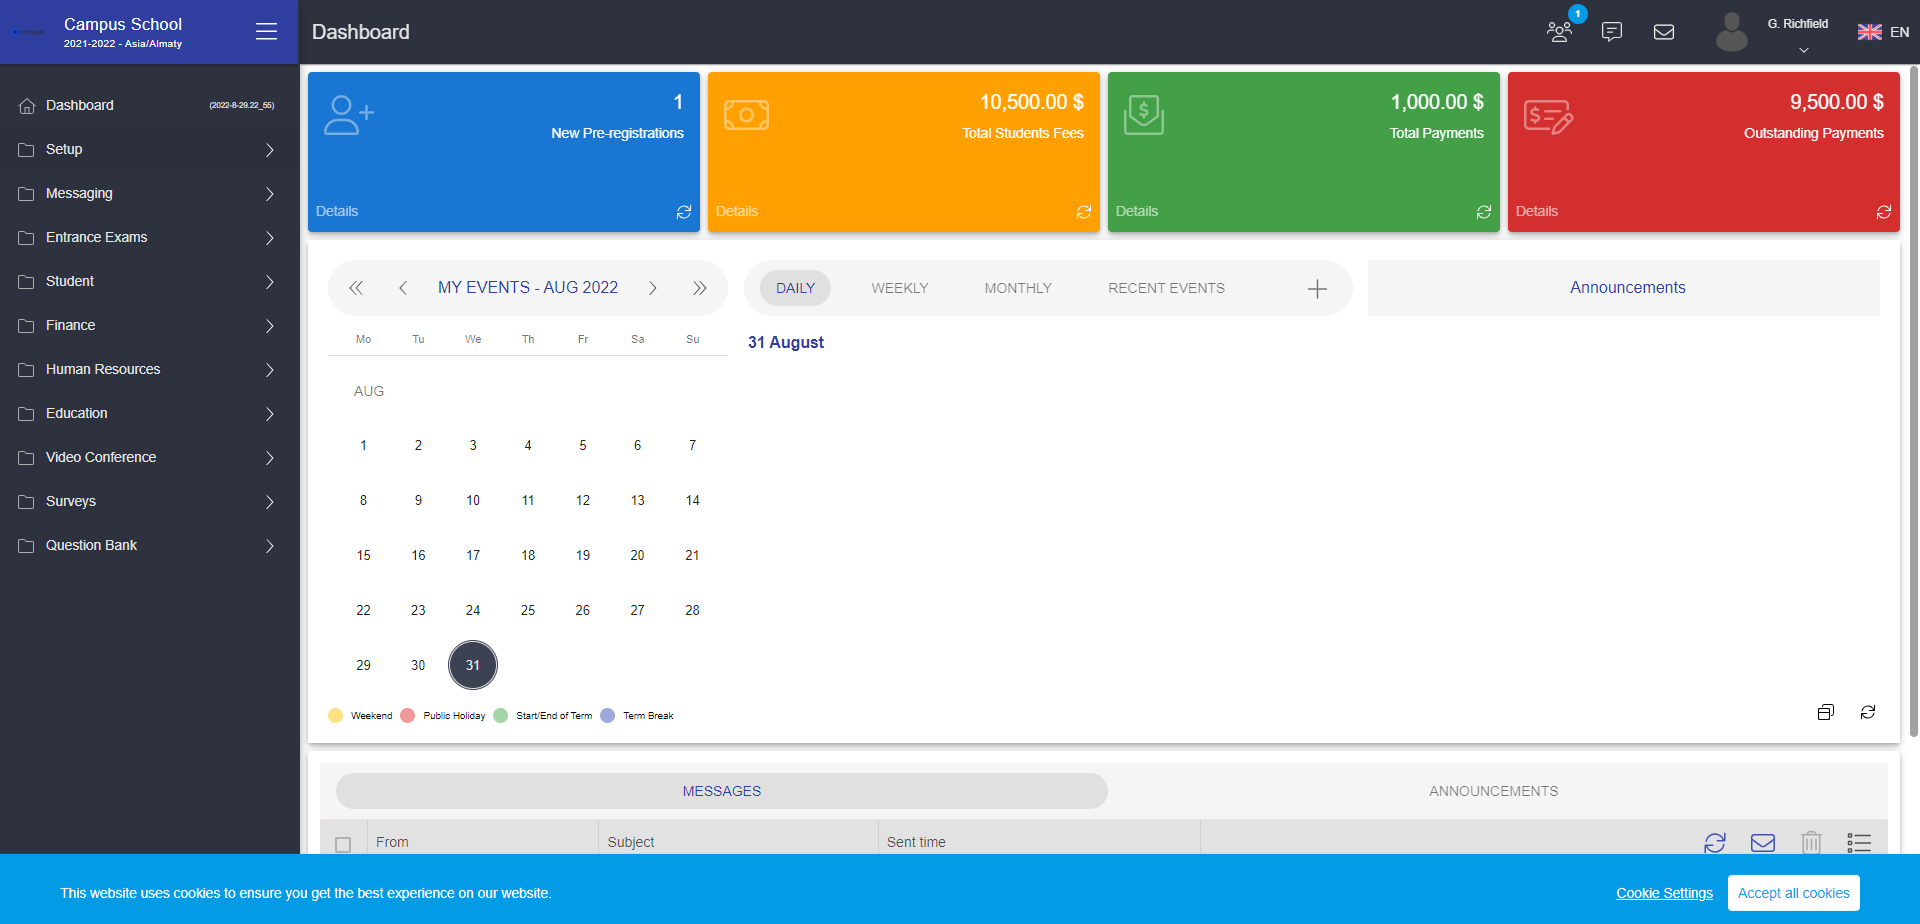 Campus School
2021-2022 - Asia/Almaty
Dashboard
1
G. Richfield
EN
Dashboard
(2022-8-29.22_55)
Setup
Messaging
Entrance Exams
Student
Finance
Human Resources
Education
Video Conference
Surveys
Question Bank
1
New Pre-registrations
Details
10,500.00 $
Total Students Fees
Details
1,000.00 $
Total Payments
Details
9,500.00 $
Outstanding Payments
Details
MY EVENTS - AUG 2022
Mo Tu We Th Fr Sa Su
AUG
1 2 3 4 5 6 7
8 9 10 11 12 13 14
15 16 17 18 19 20 21
22 23 24 25 26 27 28
29 30 31
Weekend Public Holiday Start/End of Term Term Break
DAILY WEEKLY MONTHLY RECENT EVENTS
31 August
Announcements
MESSAGES ANNOUNCEMENTS
From Subject Sent time
This website uses cookies to ensure you get the best experience on our website.
Cookie Settings
Accept all cookies